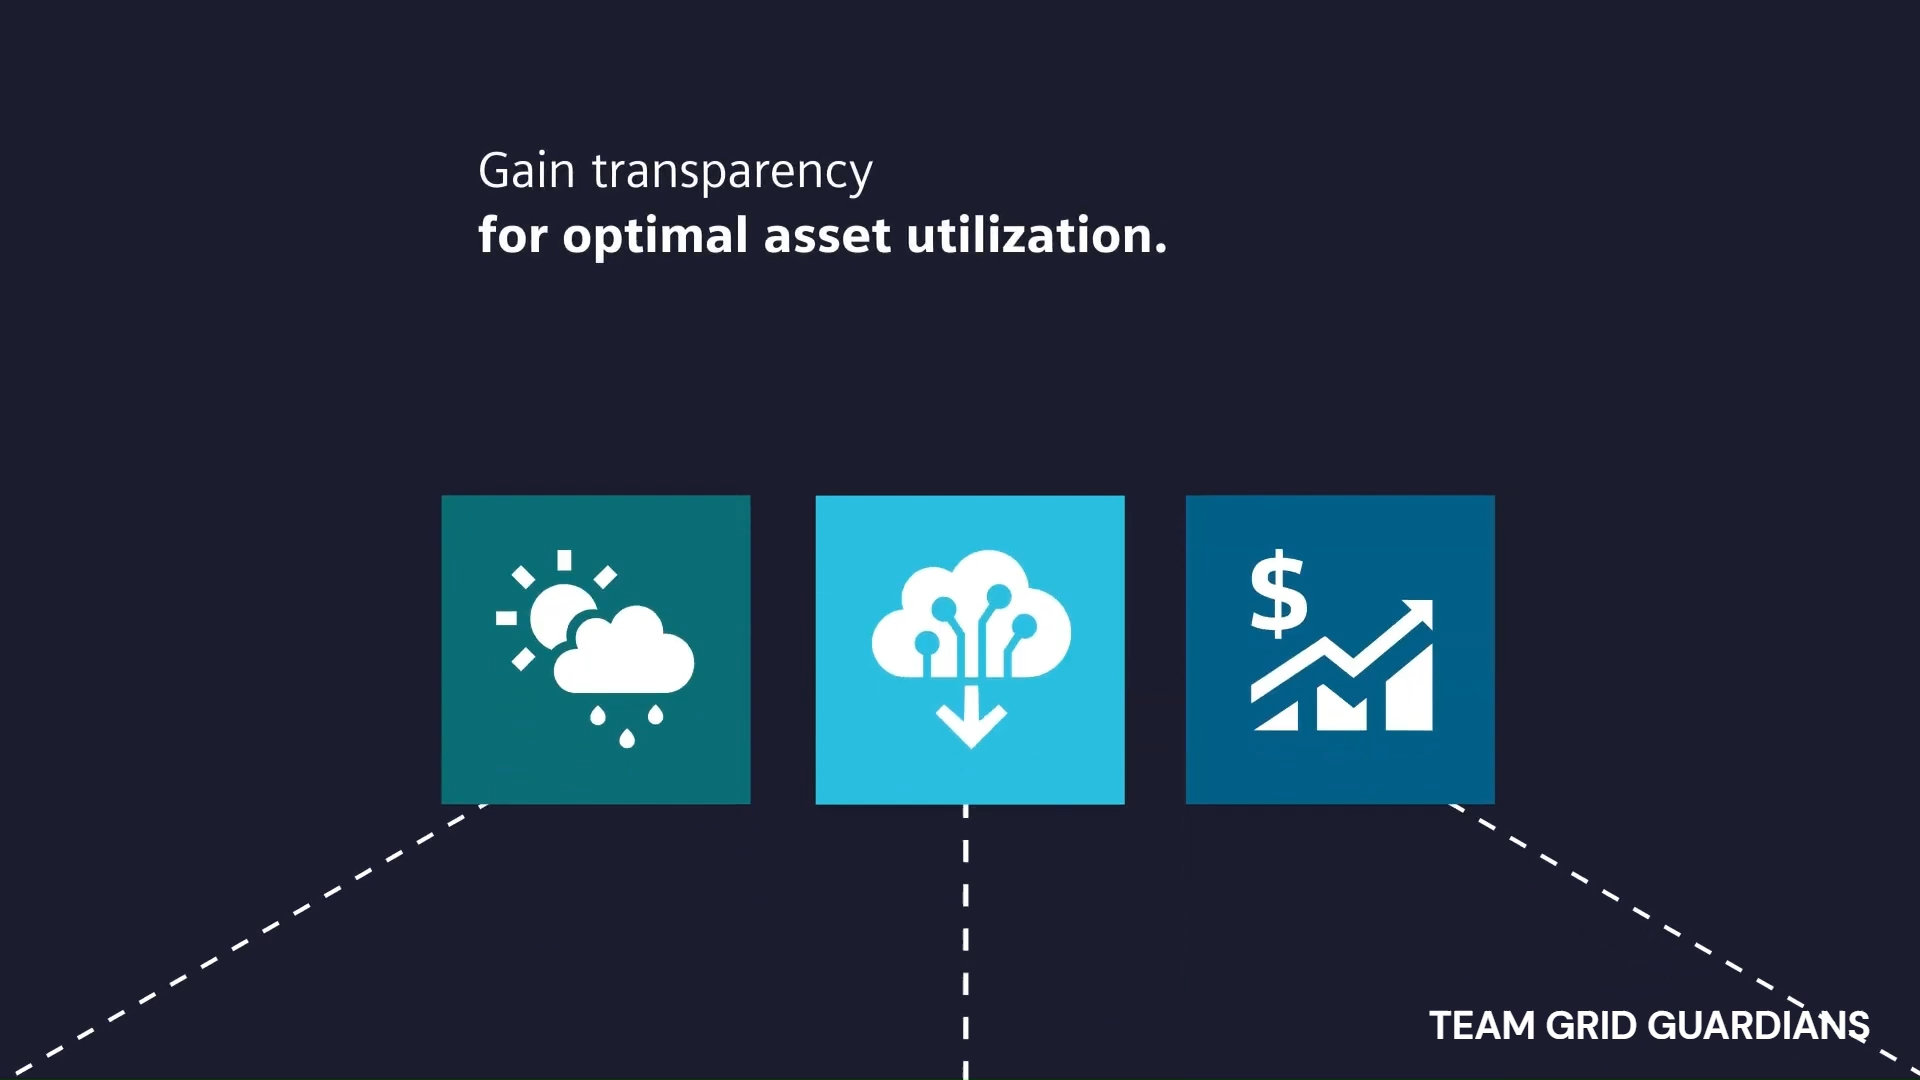 Gain transparency
for optimal asset utilization.
$
TEAM GRID GUARDIANS